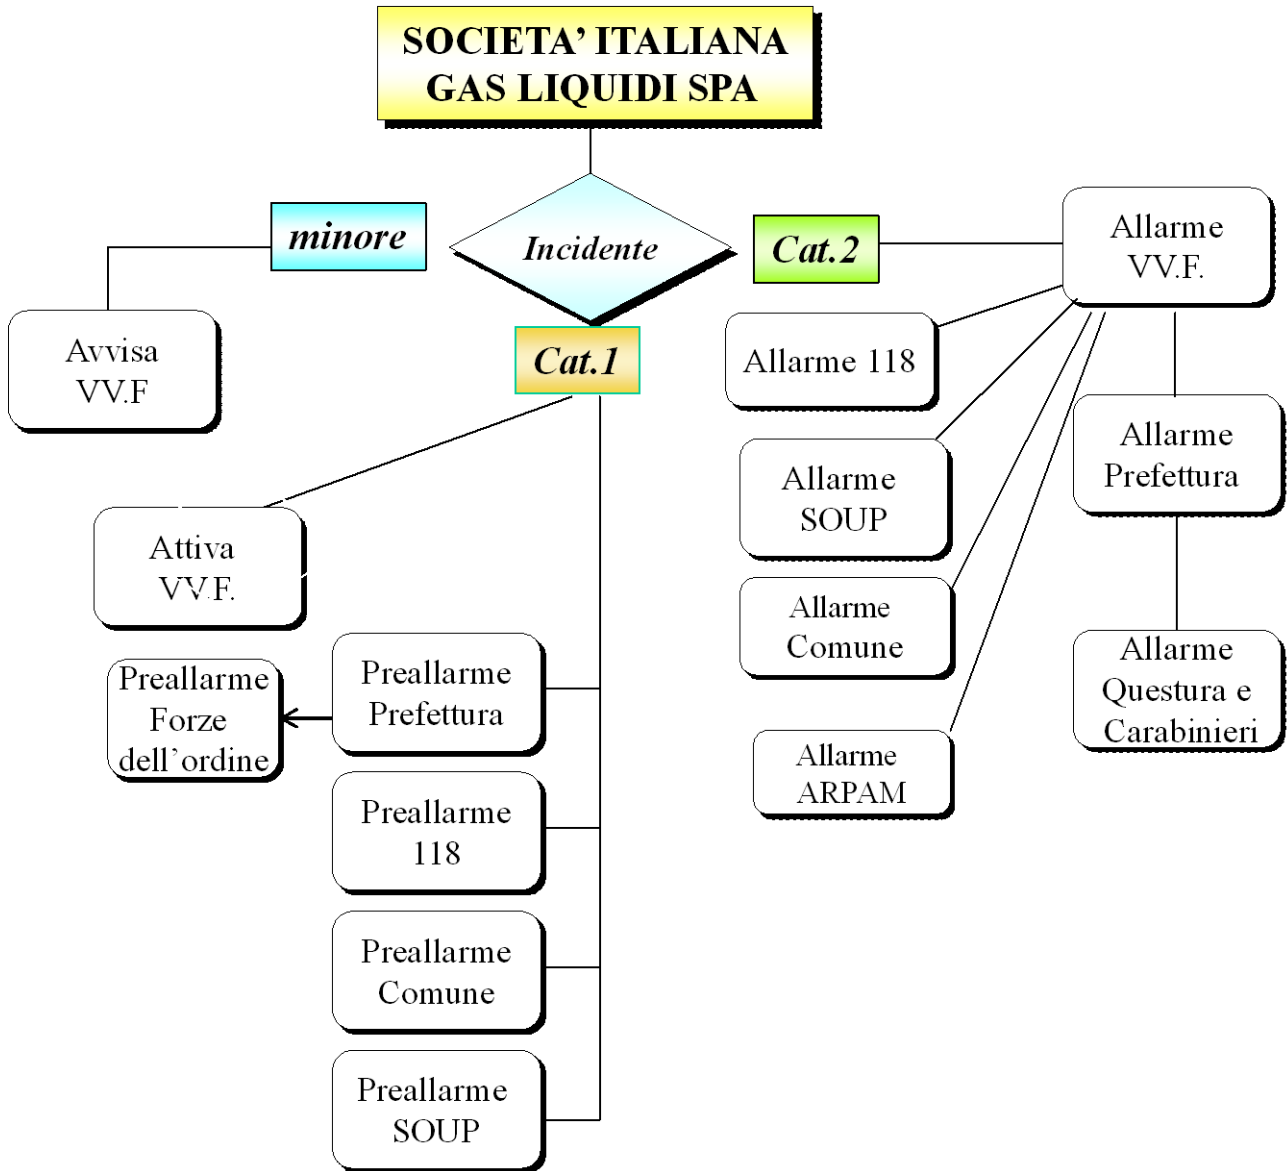 SOCIETA’ ITALIANA
GAS LIQUIDI SPA
minore
Incidente
Cat.2
Allarme
VV.F.
Avvisa
VV.F
Cat.1
Allarme 118
Allarme
Prefettura
Allarme
SOUP
Attiva
VV.F.
Allarme
Comune
Allarme
Questura e
Carabinieri
Preallarme
Forze
dell’ordine
Preallarme
Prefettura
Allarme
ARPAM
Preallarme
118
Preallarme
Comune
Preallarme
SOUP